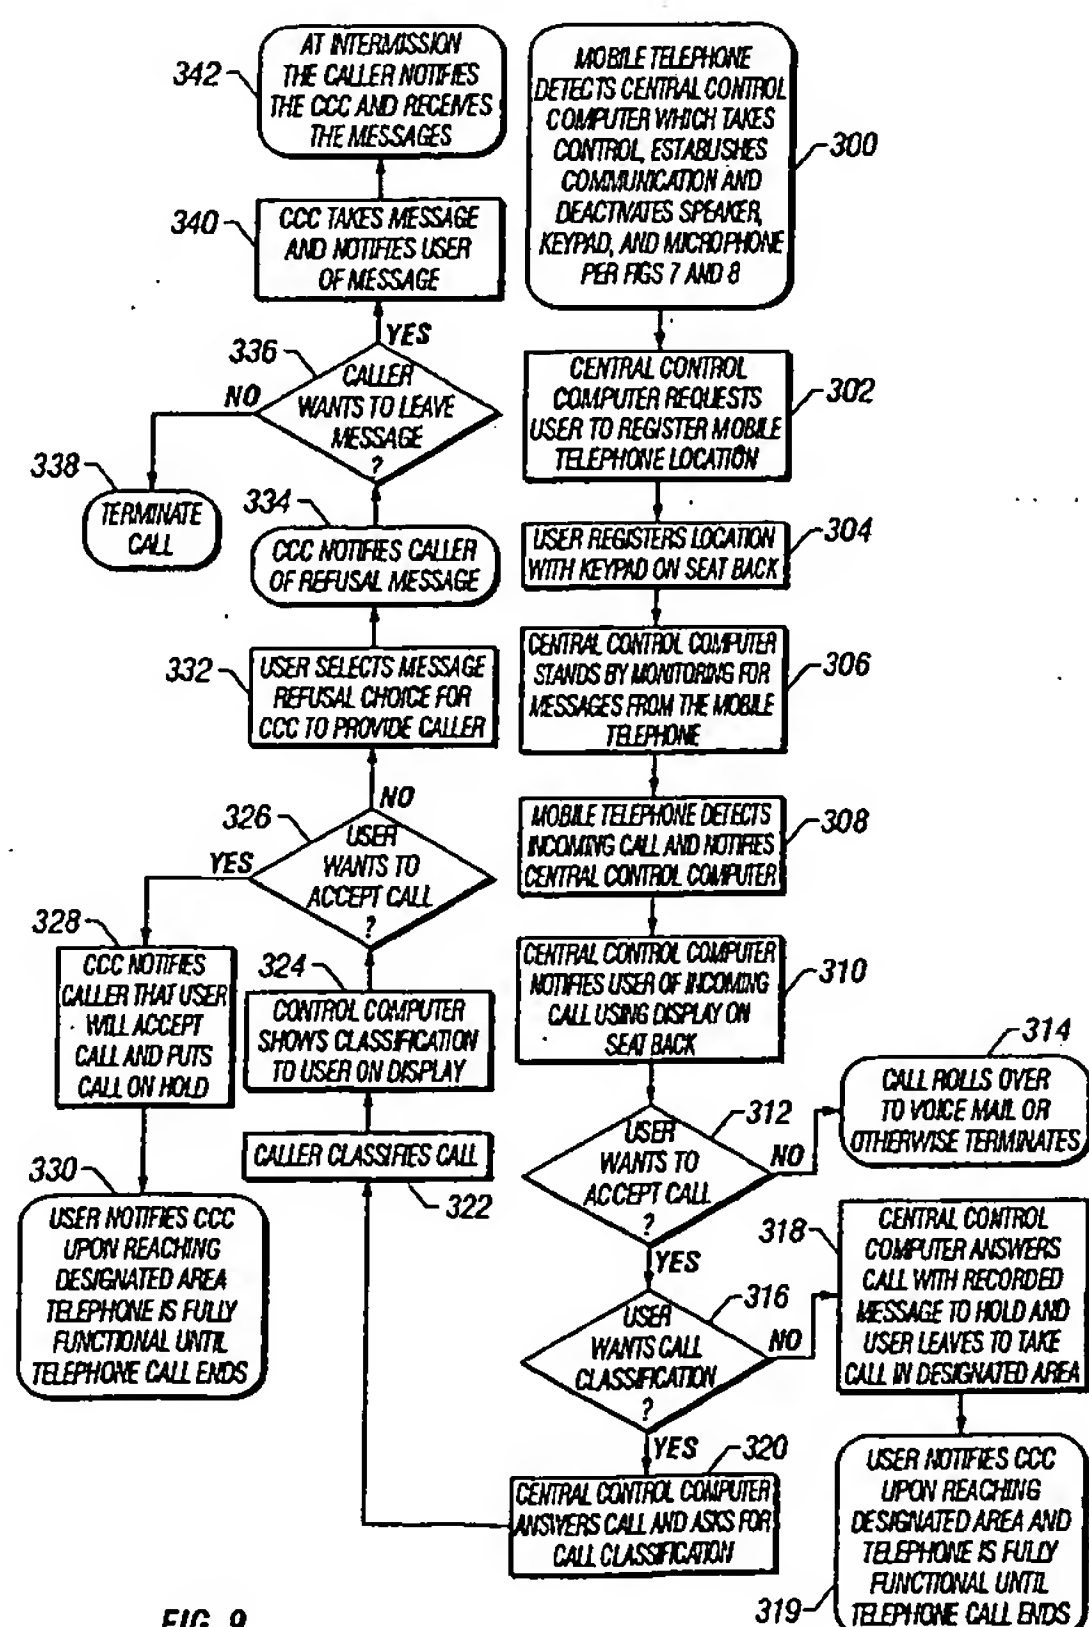 MOBILE TELEPHONE
DETECTS CENTRAL CONTROL
COMPUTER WHICH TAKES
CONTROL, ESTABLISHES
COMMUNICATION AND
DEACTIVATES SPEAKER,
KEYPAD, AND MICROPHONE
PER FIGS 7 AND 8
300
CENTRAL CONTROL
COMPUTER REQUESTS
USER TO REGISTER MOBILE
TELEPHONE LOCATION
302
USER REGISTERS LOCATION
WITH KEYPAD ON SEAT BACK
304
CENTRAL CONTROL COMPUTER
STANDS BY MONITORING FOR
MESSAGES FROM THE MOBILE
TELEPHONE
306
MOBILE TELEPHONE DETECTS
INCOMING CALL AND NOTIFIES
CENTRAL CONTROL COMPUTER
308
CENTRAL CONTROL COMPUTER
NOTIFIES USER OF INCOMING
CALL USING DISPLAY ON
SEAT BACK
310
USER
WANTS TO
ACCEPT CALL
?
312
NO
CALL ROLLS OVER
TO VOICE MAIL OR
OTHERWISE TERMINATES
314
YES
USER
WANTS CALL
CLASSIFICATION
?
316
NO
CENTRAL CONTROL
COMPUTER ANSWERS
CALL WITH RECORDED
MESSAGE TO HOLD AND
USER LEAVES TO TAKE
CALL IN DESIGNATED AREA
318
USER NOTIFIES CCC
UPON REACHING
DESIGNATED AREA AND
TELEPHONE IS FULLY
FUNCTIONAL UNTIL
TELEPHONE CALL ENDS
319
YES
CENTRAL CONTROL COMPUTER
ANSWERS CALL AND ASKS FOR
CALL CLASSIFICATION
320
CALLER CLASSIFIES CALL
322
CONTROL COMPUTER
SHOWS CLASSIFICATION
TO USER ON DISPLAY
324
USER
WANTS TO
ACCEPT CALL
?
326
YES
CCC NOTIFIES
CALLER THAT USER
WILL ACCEPT
CALL AND PUTS
CALL ON HOLD
328
USER NOTIFIES CCC
UPON REACHING
DESIGNATED AREA
TELEPHONE IS FULLY
FUNCTIONAL UNTIL
TELEPHONE CALL ENDS
330
NO
USER SELECTS MESSAGE
REFUSAL CHOICE FOR
CCC TO PROVIDE CALLER
332
CCC NOTIFIES CALLER
OF REFUSAL MESSAGE
334
CALLER
WANTS TO LEAVE
MESSAGE
?
336
NO
TERMINATE
CALL
338
YES
CCC TAKES MESSAGE
AND NOTIFIES USER
OF MESSAGE
340
AT INTERMISSION
THE CALLER NOTIFIES
THE CCC AND RECEIVES
THE MESSAGES
342
FIG. 9